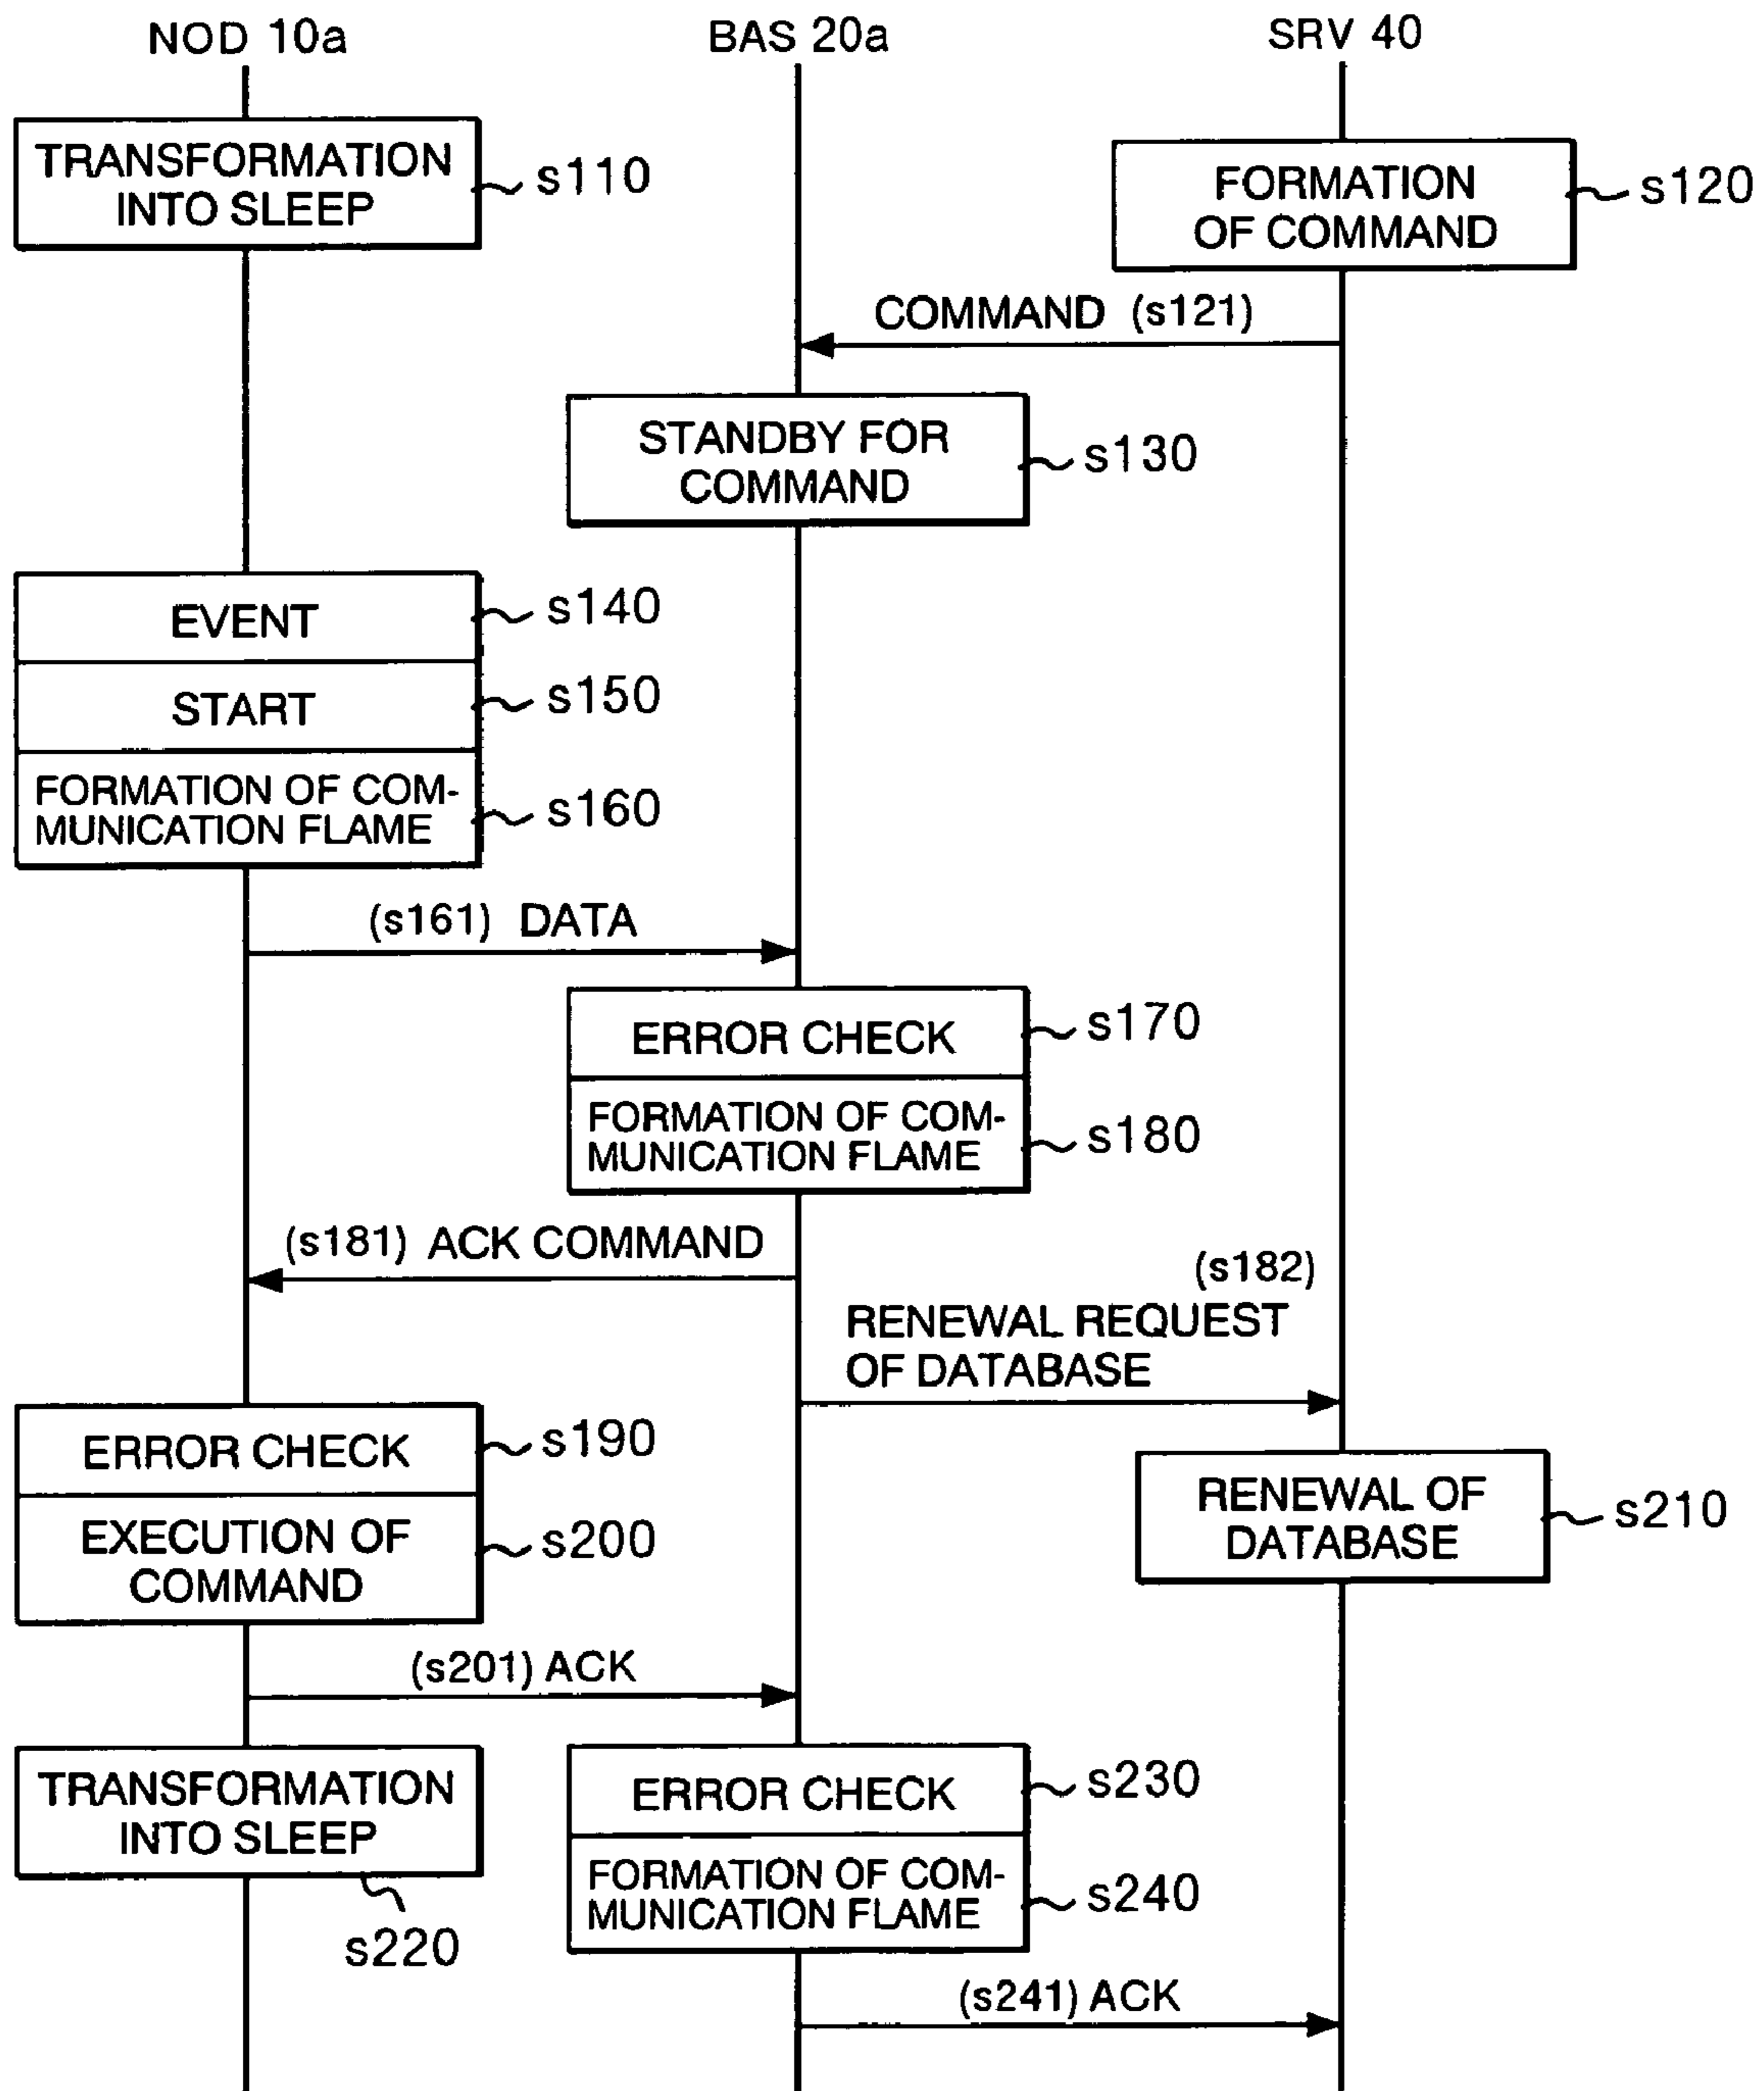 NOD 10a
BAS 20a
SRV 40
TRANSFORMATION
INTO SLEEP
s110
FORMATION
OF COMMAND
s120
COMMAND (s121)
STANDBY FOR
COMMAND
s130
EVENT
s140
START
s150
FORMATION OF COM-
MUNICATION FLAME
s160
(s161) DATA
ERROR CHECK
s170
FORMATION OF COM-
MUNICATION FLAME
s180
(s181) ACK COMMAND
(s182)
RENEWAL REQUEST
OF DATABASE
ERROR CHECK
s190
EXECUTION OF
COMMAND
s200
RENEWAL OF
DATABASE
s210
(s201) ACK
TRANSFORMATION
INTO SLEEP
s220
ERROR CHECK
s230
FORMATION OF COM-
MUNICATION FLAME
s240
(s241) ACK